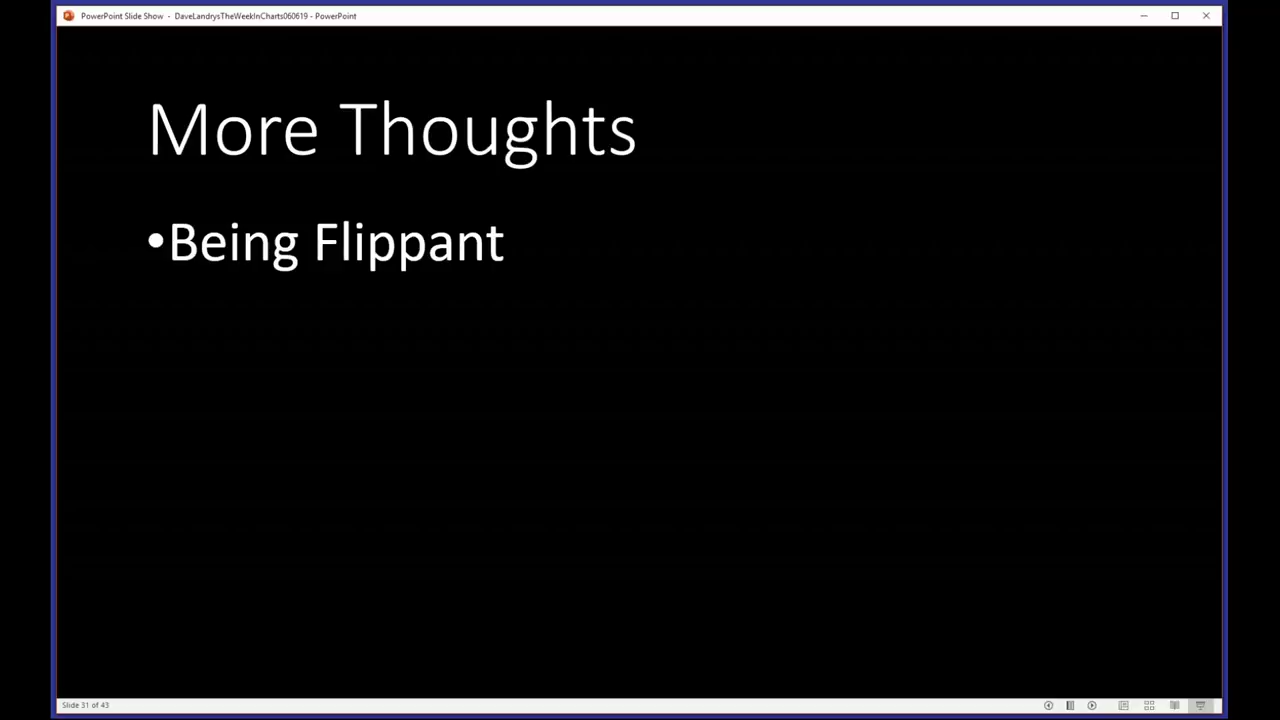 PowerPoint Slide Show - DaveLandrysTheWeekInCharts060619 - PowerPoint
More Thoughts
•Being Flippant
Slide 31 of 43